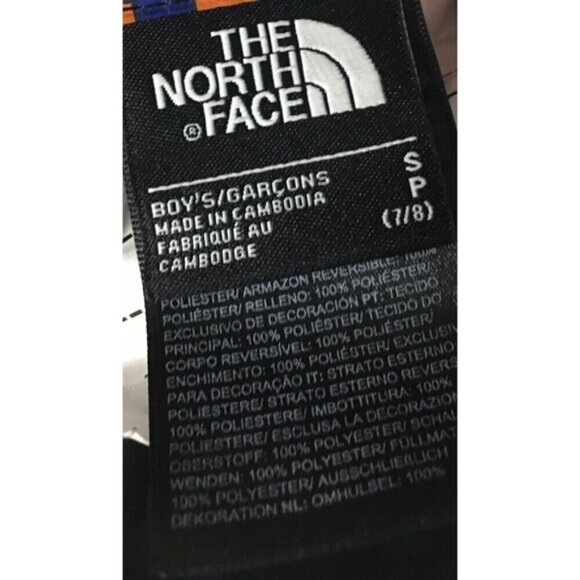 THE
NORTH
® FACE
BOY'S/GARÇONS
MADE IN CAMBODIA
FABRIQUÉ AU
CAMBODGE
S
P
(7/8)
POLIESTER/ ARMAZON REVERSIBLE: 100%
POLIÉSTER/ RELLENO: 100% POLIÉSTER/
EXCLUSIVO DE DECORACIÓN PT: TECIDO
PRINCIPAL: 100% POLIÉSTER/ TECIDO DO
CORPO REVERSÍVEL: 100% POLIÉSTER/
ENCHIMENTO: 100% POLIÉSTER/ EXCLUSIV
PARA DECORAÇÃO IT: STRATO ESTERNO
POLIESTERE/ STRATO ESTERNO REVERS
100% POLIESTERE/ IMBOTTITURA: 100%
POLIESTERE/ ESCLUSA LA DECORAZION
OBERSTOFF: 100% POLYESTER/ SCHAL
WENDEN: 100% POLYESTER/ FÜLLMAT
100% POLYESTER/ AUSSCHLIEßLICH
DEKORATION NL: OMHULSEL: 100%